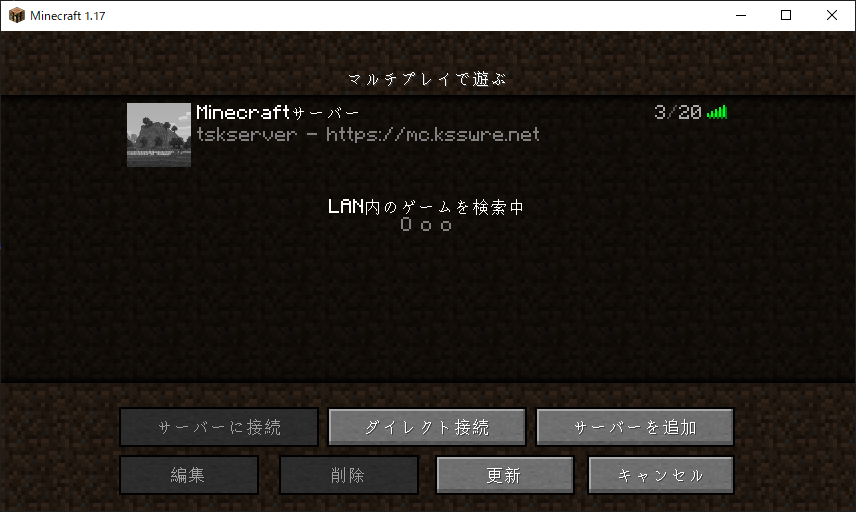 Minecraft 1.17
マルチプレイで遊ぶ
Minecraftサーバー 3/20
tskserver - https://mc.ksswre.net
LAN内のゲームを検索中
O o o
サーバーに接続 ダイレクト接続 サーバーを追加
編集 削除 更新 キャンセル